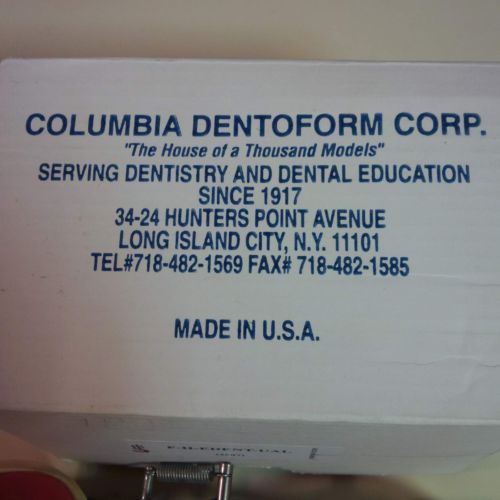 COLUMBIA DENTOFORM CORP.
"The House of a Thousand Models"
SERVING DENTISTRY AND DENTAL EDUCATION
SINCE 1917
34-24 HUNTERS POINT AVENUE
LONG ISLAND CITY, N.Y. 11101
TEL#718-482-1569 FAX# 718-482-1585
MADE IN U.S.A.